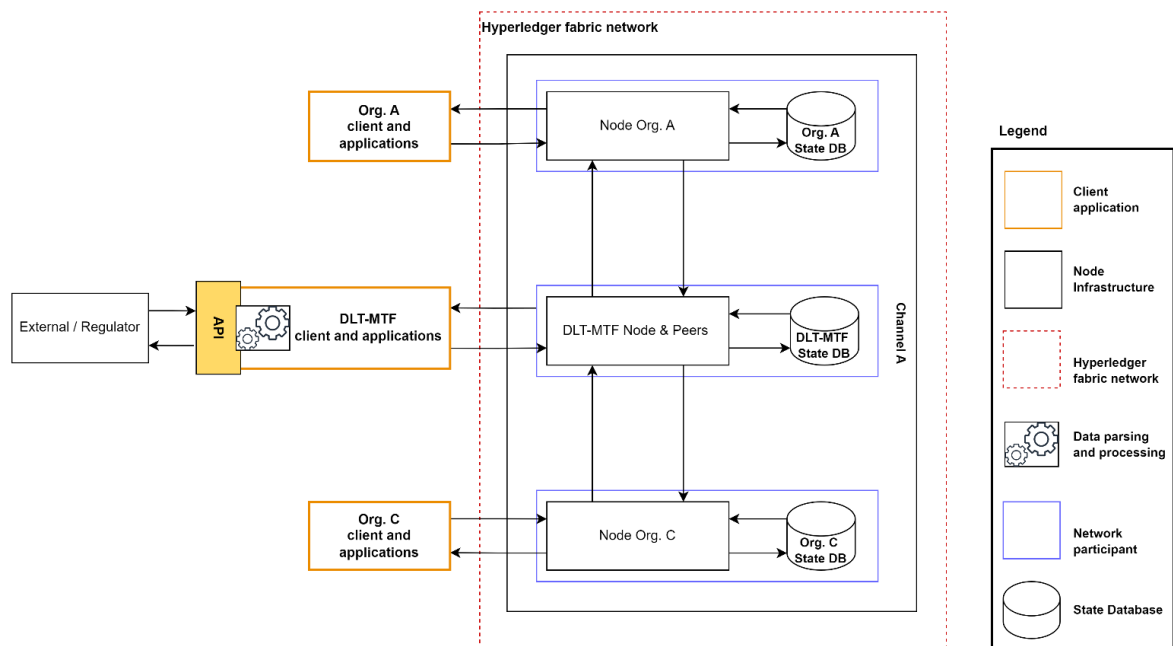 Hyperledger fabric network
Org. A
client and
applications
Node Org. A
Org. A
State DB
External / Regulator
API
DLT-MTF
client and applications
DLT-MTF Node & Peers
DLT-MTF
State DB
Channel A
Org. C
client and
applications
Node Org. C
Org. C
State DB
Legend
Client
application
Node
Infrastructure
Hyperledger
fabric network
Data parsing
and processing
Network
participant
State Database